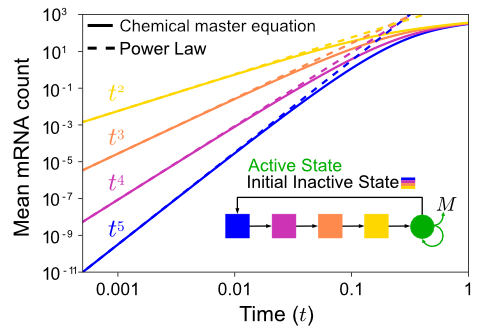 Chemical master equation
Power Law
Mean mRNA count
10³
10¹
10⁻¹
10⁻³
10⁻⁵
10⁻⁷
10⁻⁹
10⁻¹¹
t²
t³
t⁴
t⁵
Active State
Initial Inactive State
M
0.001
0.01
0.1
1
Time (t)